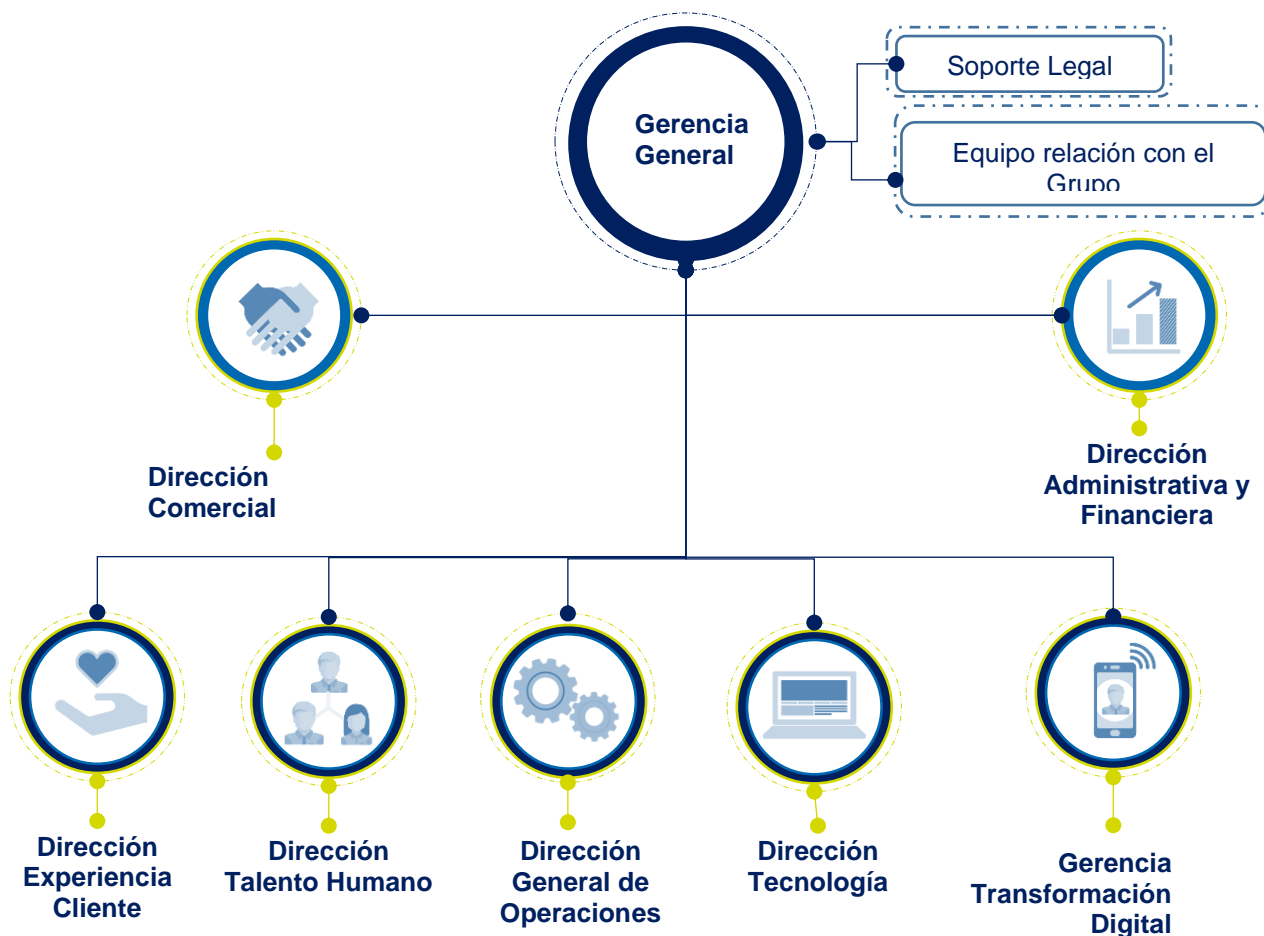 Soporte Legal
Gerencia
General
Equipo relación con el
Grupo
Dirección
Comercial
Dirección
Administrativa y
Financiera
Dirección
Experiencia
Cliente
Dirección
Talento Humano
Dirección
General de
Operaciones
Dirección
Tecnología
Gerencia
Transformación
Digital